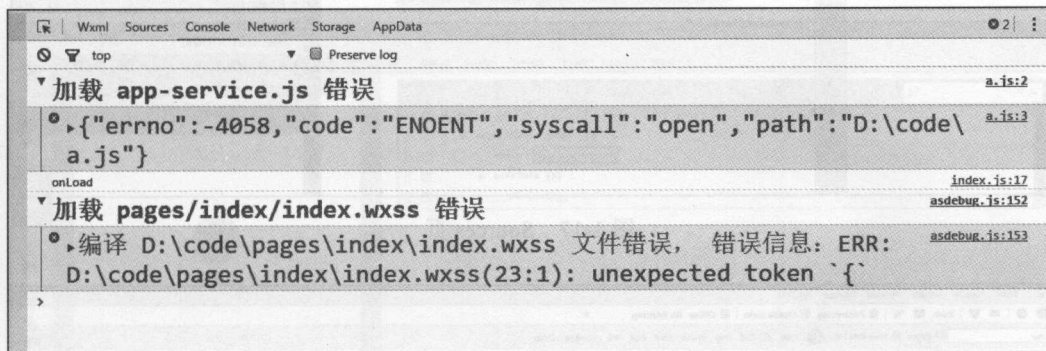 Wxml Sources Console Network Storage AppData 2
top Preserve log
加载 app-service.js 错误 a.js:2
{"errno":-4058,"code":"ENOENT","syscall":"open","path":"D:\code\ a.js:3
a.js"}
onLoad index.js:17
加载 pages/index/index.wxss 错误 asdebug.js:152
编译 D:\code\pages\index\index.wxss 文件错误, 错误信息:ERR: asdebug.js:153
D:\code\pages\index\index.wxss(23:1): unexpected token `{`